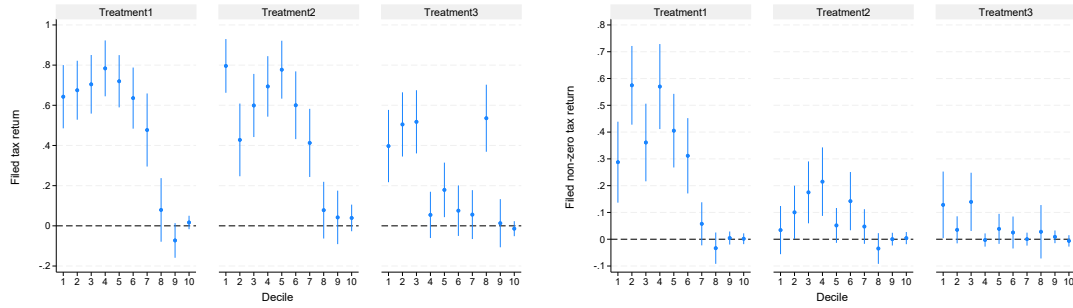 Treatment1 Treatment2 Treatment3
Filed tax return
1
.8
.6
.4
.2
0
-.2
1 2 3 4 5 6 7 8 9 10 1 2 3 4 5 6 7 8 9 10 1 2 3 4 5 6 7 8 9 10
Decile
Treatment1 Treatment2 Treatment3
Filed non-zero tax return
.8
.7
.6
.5
.4
.3
.2
.1
0
-.1
1 2 3 4 5 6 7 8 9 10 1 2 3 4 5 6 7 8 9 10 1 2 3 4 5 6 7 8 9 10
Decile